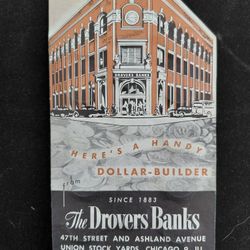 DROVERS BANKS
HERE'S A HANDY
DOLLAR-BUILDER
from
SINCE 1883
The Drovers Banks
47TH STREET AND ASHLAND AVENUE
UNION STOCK YARDS, CHICAGO 9, ILL